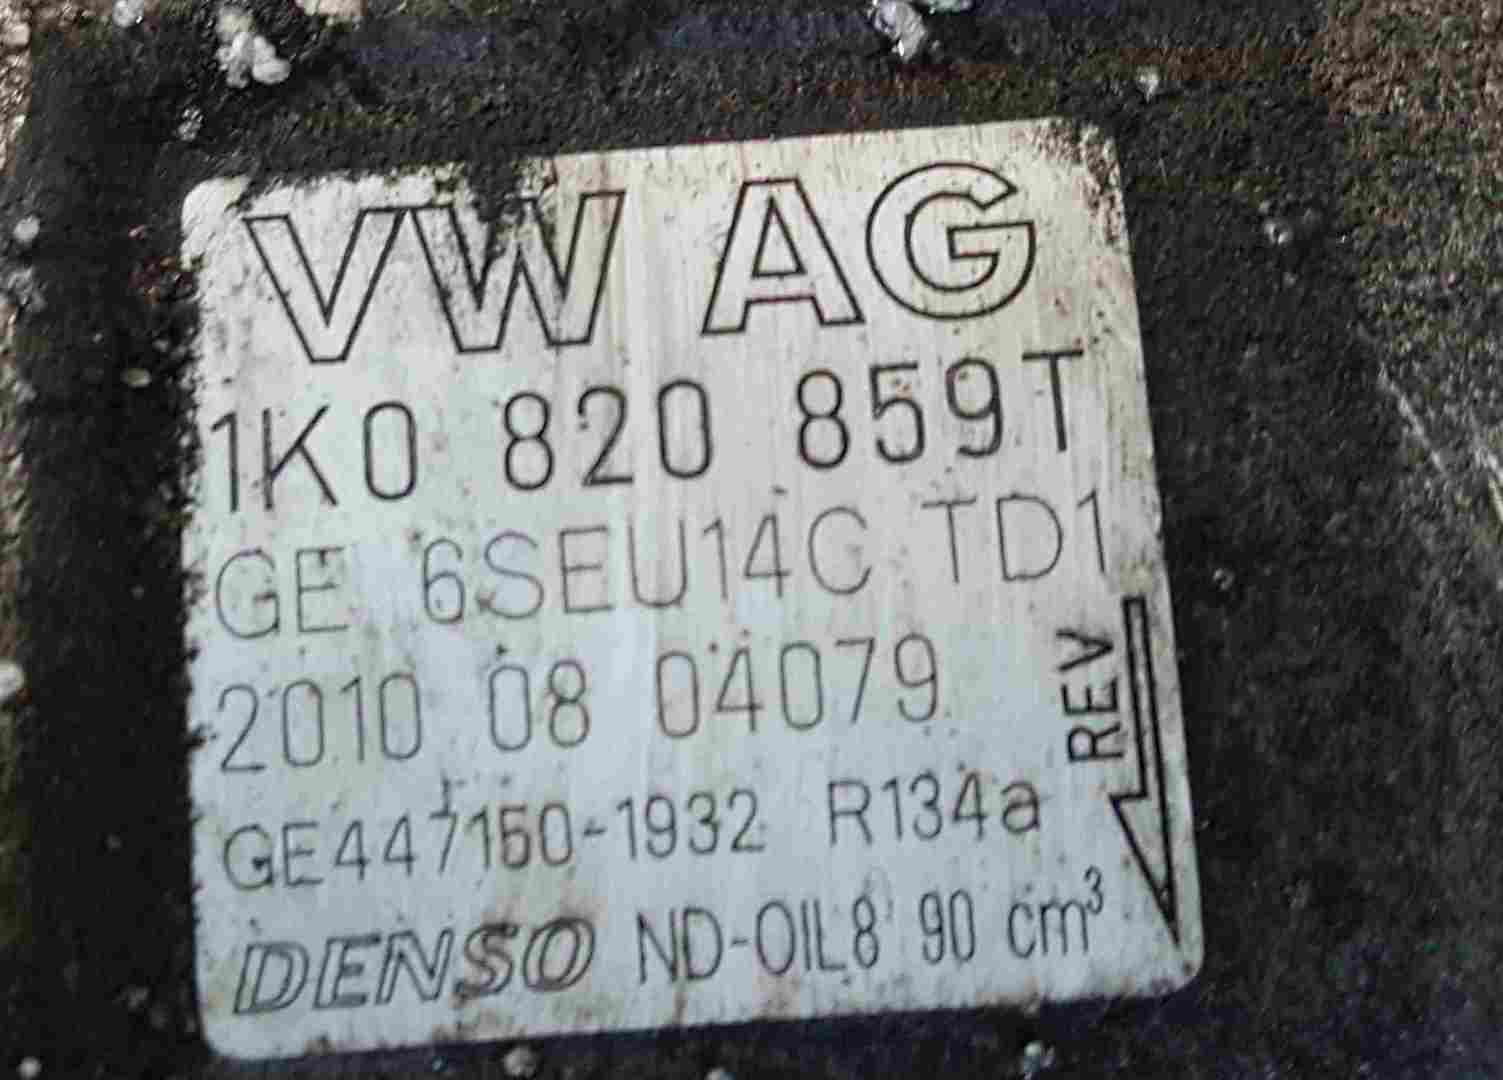 VW AG
1K0 820 859T
GE 6SEU14C TD1
2010 08 04079
REV
GE447160-1932 R134a
DENSO ND-OIL8 90 cm³